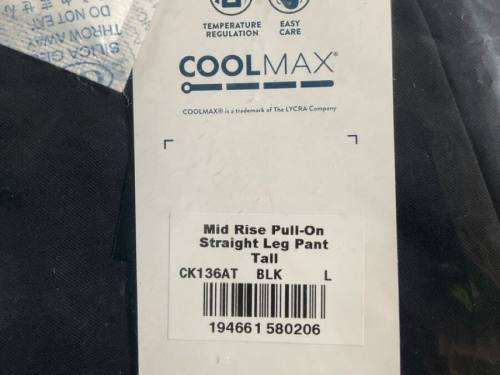 DO NOT EAT
THROW AWAY
SILICA GE
TEMPERATURE
REGULATION
EASY
CARE
COOLMAX®
COOLMAX® is a trademark of The LYCRA Company
Mid Rise Pull-On
Straight Leg Pant
Tall
CK136AT BLK L
194661 580206